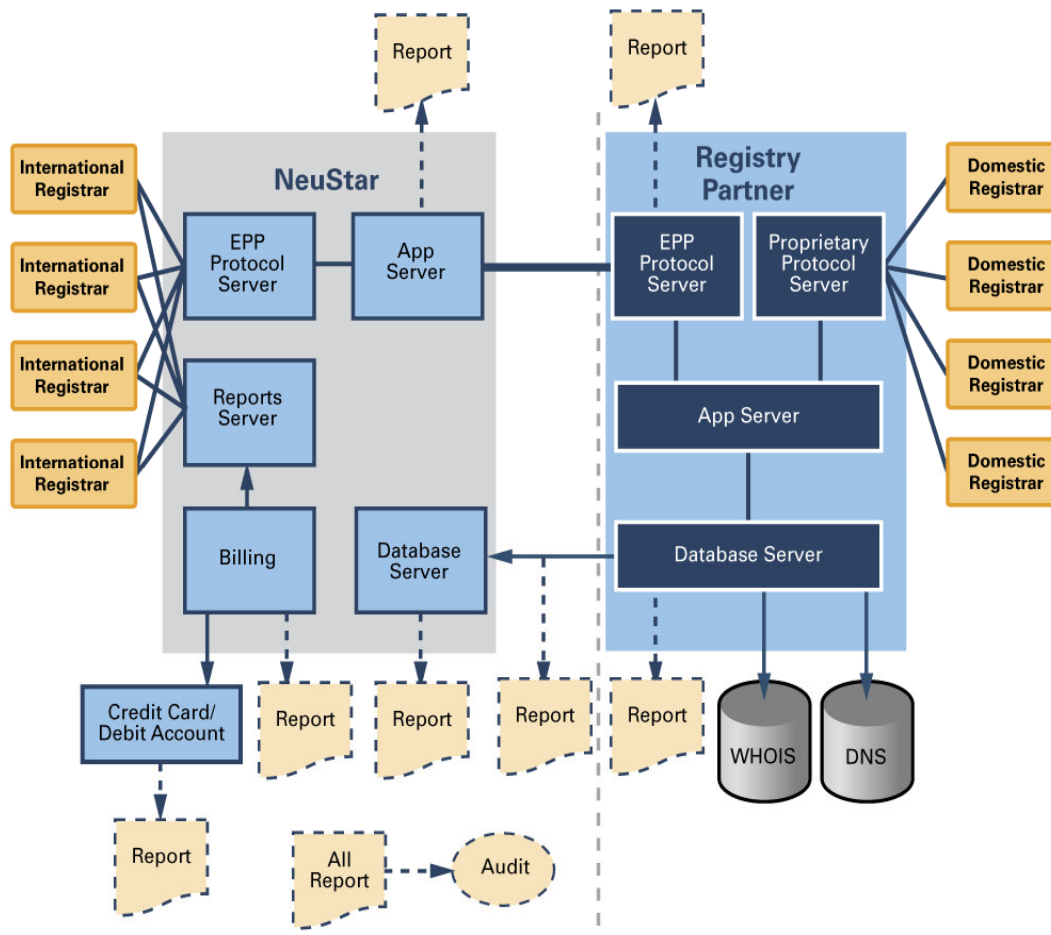 Report
Report
NeuStar
Registry
Partner
International
Registrar
International
Registrar
International
Registrar
International
Registrar
EPP
Protocol
Server
App
Server
Reports
Server
Billing
Database
Server
EPP
Protocol
Server
Proprietary
Protocol
Server
App Server
Database Server
Domestic
Registrar
Domestic
Registrar
Domestic
Registrar
Domestic
Registrar
Credit Card/
Debit Account
Report
Report
Report
Report
WHOIS
DNS
Report
All
Report
Audit